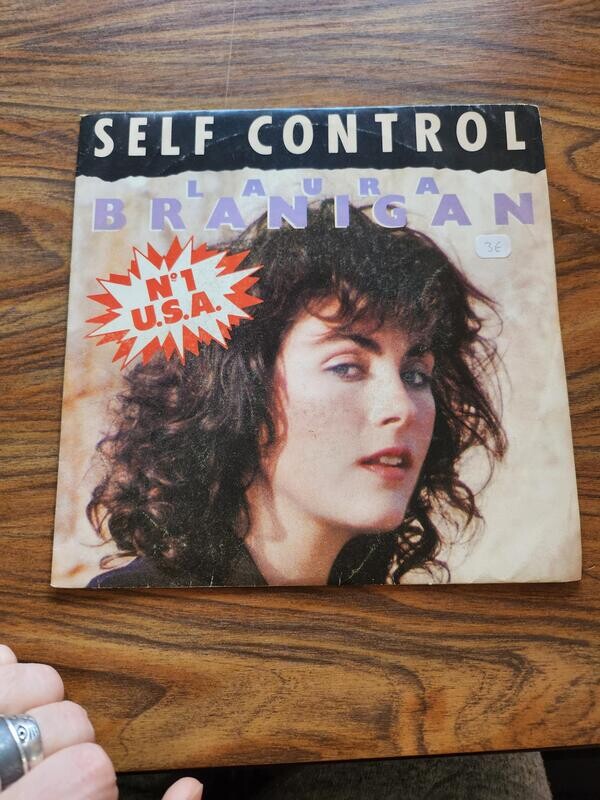 SELF CONTROL
LAURA
BRANIGAN
N°1
U.S.A.
3€